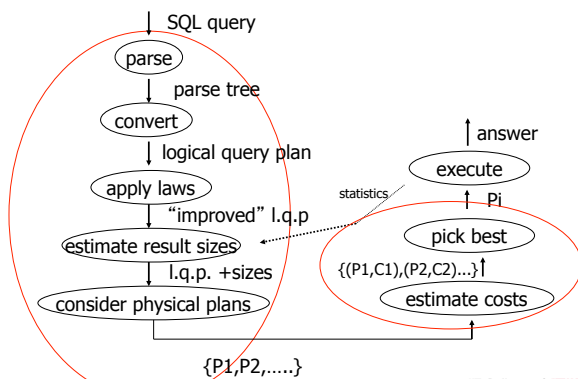 SQL query
parse
parse tree
convert
logical query plan
apply laws
“improved” l.q.p
estimate result sizes
l.q.p. +sizes
consider physical plans
{P1,P2,…..}
estimate costs
{(P1,C1),(P2,C2)...}
pick best
Pi
execute
answer
statistics